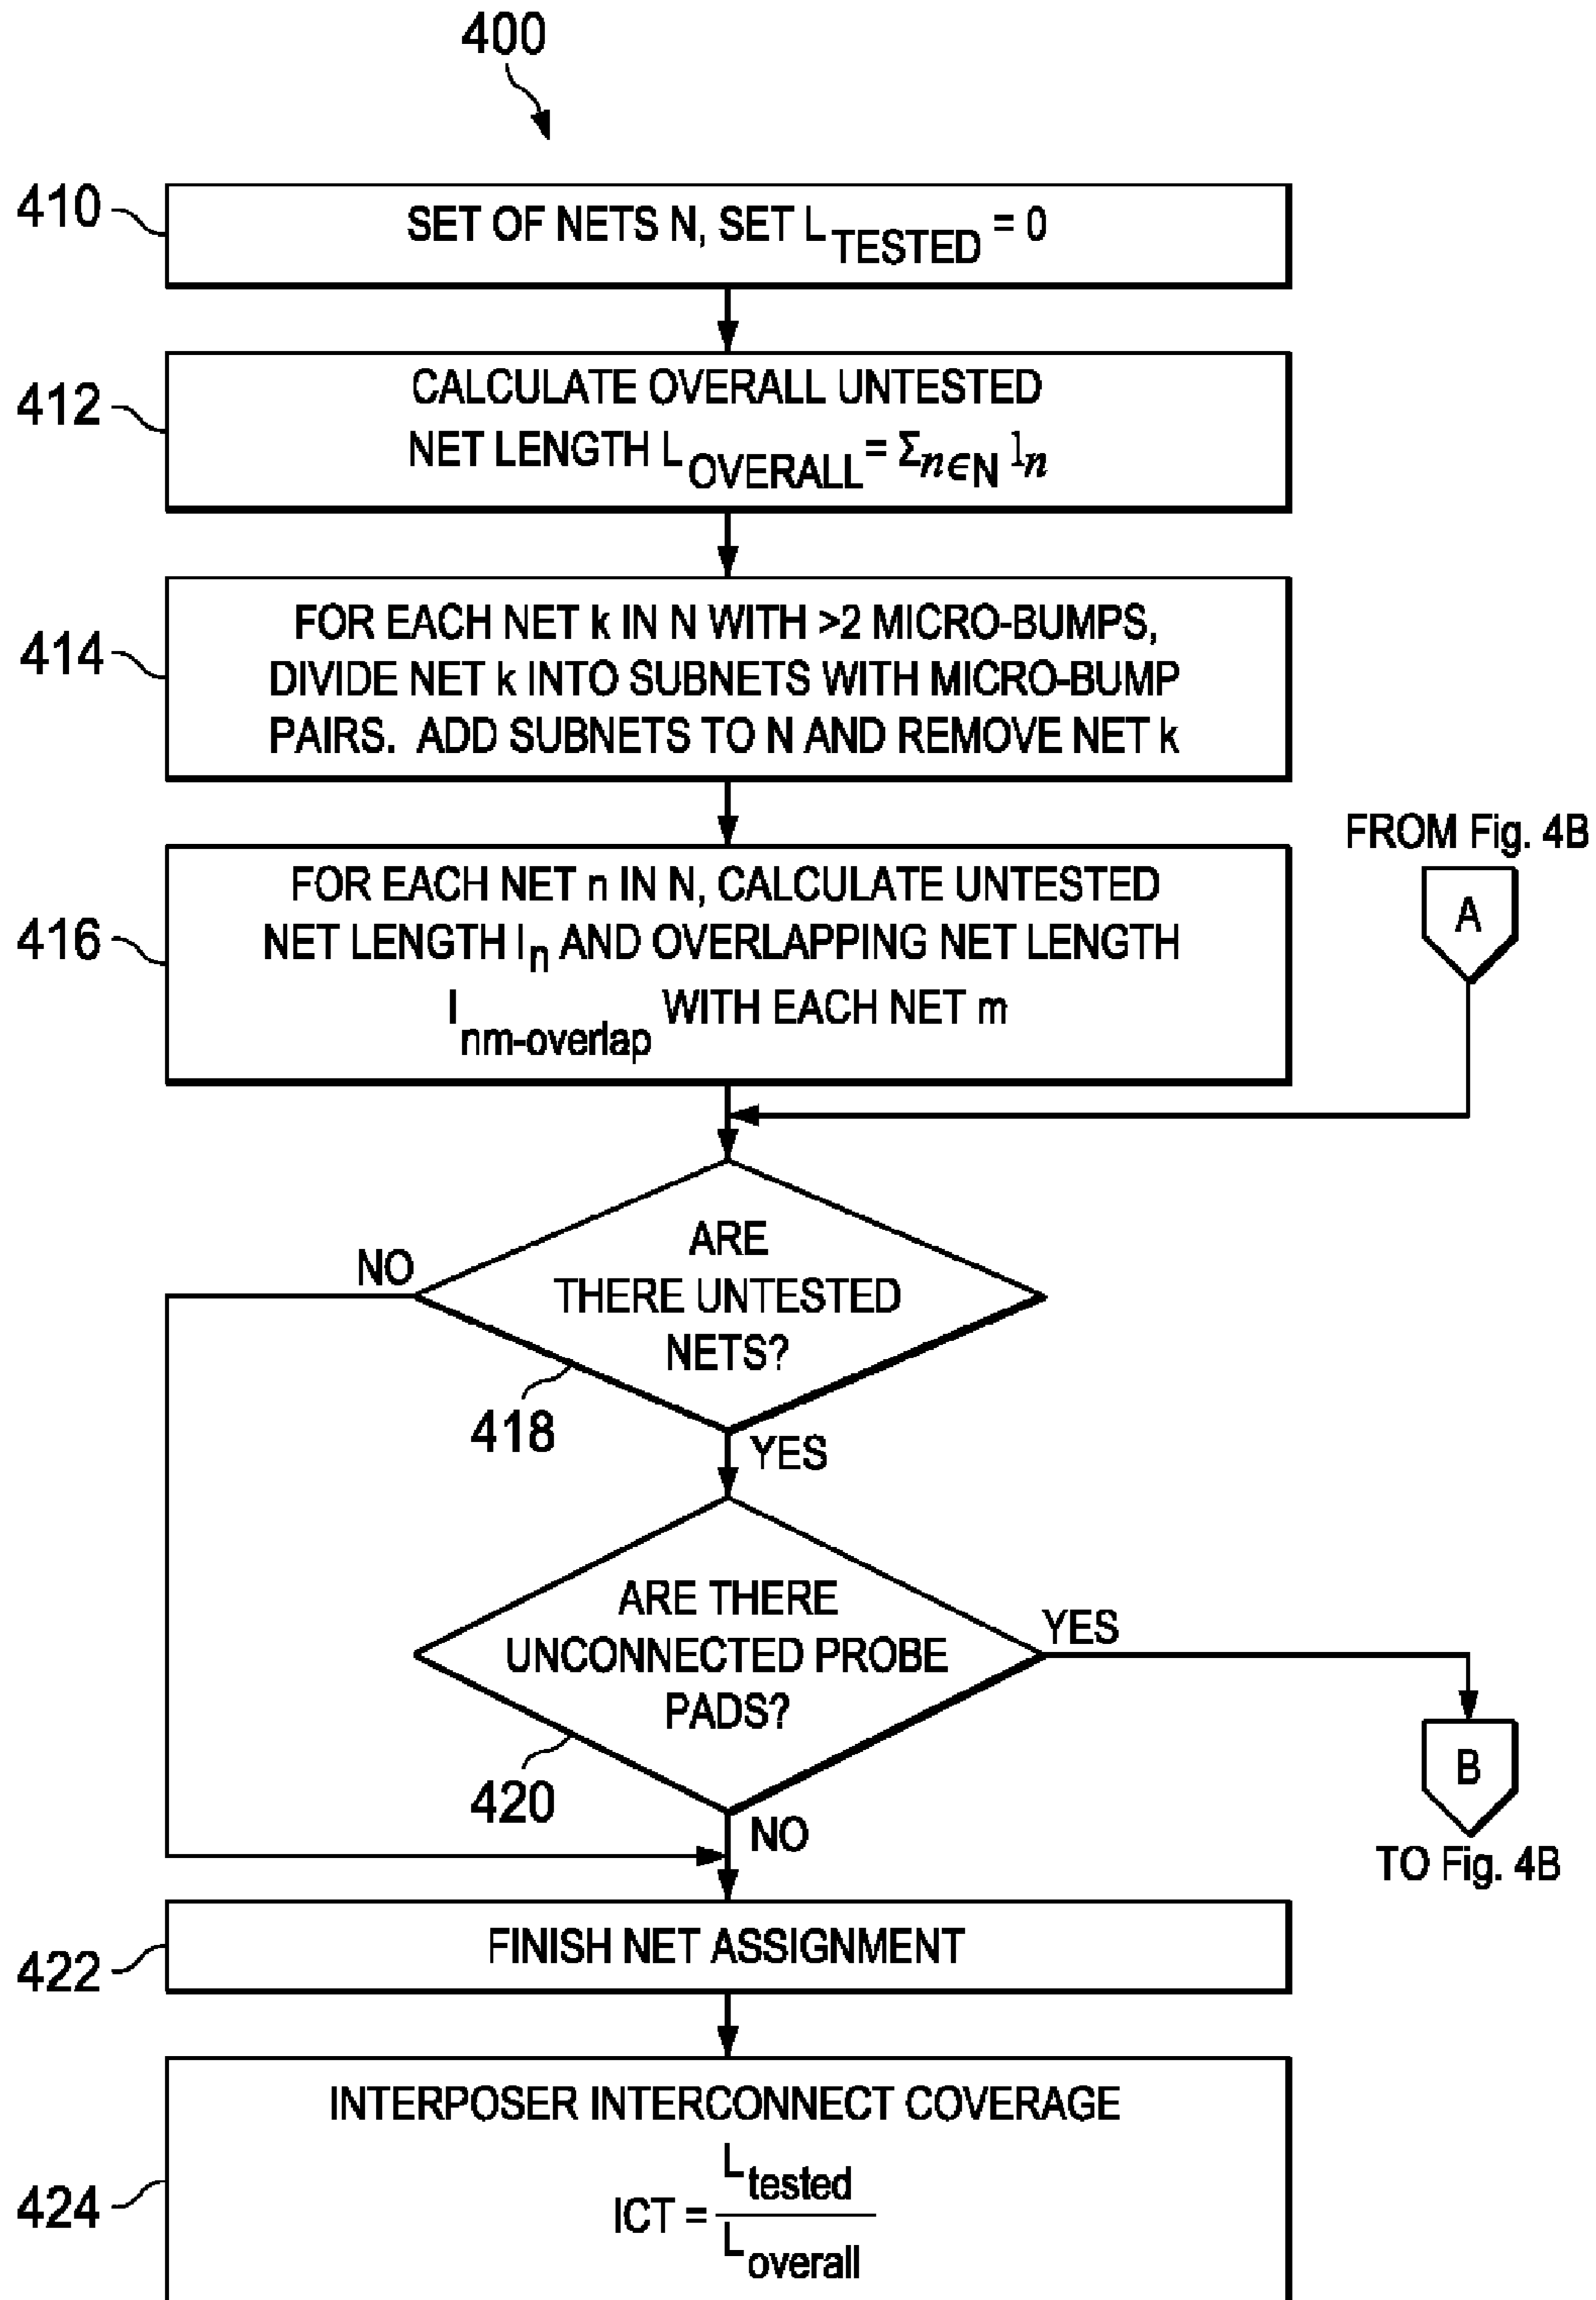 400
410
SET OF NETS N, SET L TESTED = 0
412
CALCULATE OVERALL UNTESTED
NET LENGTH L OVERALL = Σ n∈N l n
414
FOR EACH NET k IN N WITH >2 MICRO-BUMPS,
DIVIDE NET k INTO SUBNETS WITH MICRO-BUMP
PAIRS. ADD SUBNETS TO N AND REMOVE NET k
FROM Fig. 4B
A
416
FOR EACH NET n IN N, CALCULATE UNTESTED
NET LENGTH l n AND OVERLAPPING NET LENGTH
l nm-overlap WITH EACH NET m
NO
ARE
THERE UNTESTED
NETS?
418
YES
ARE THERE
UNCONNECTED PROBE
PADS?
YES
420
NO
B
TO Fig. 4B
422
FINISH NET ASSIGNMENT
424
INTERPOSER INTERCONNECT COVERAGE
ICT = L tested
L overall